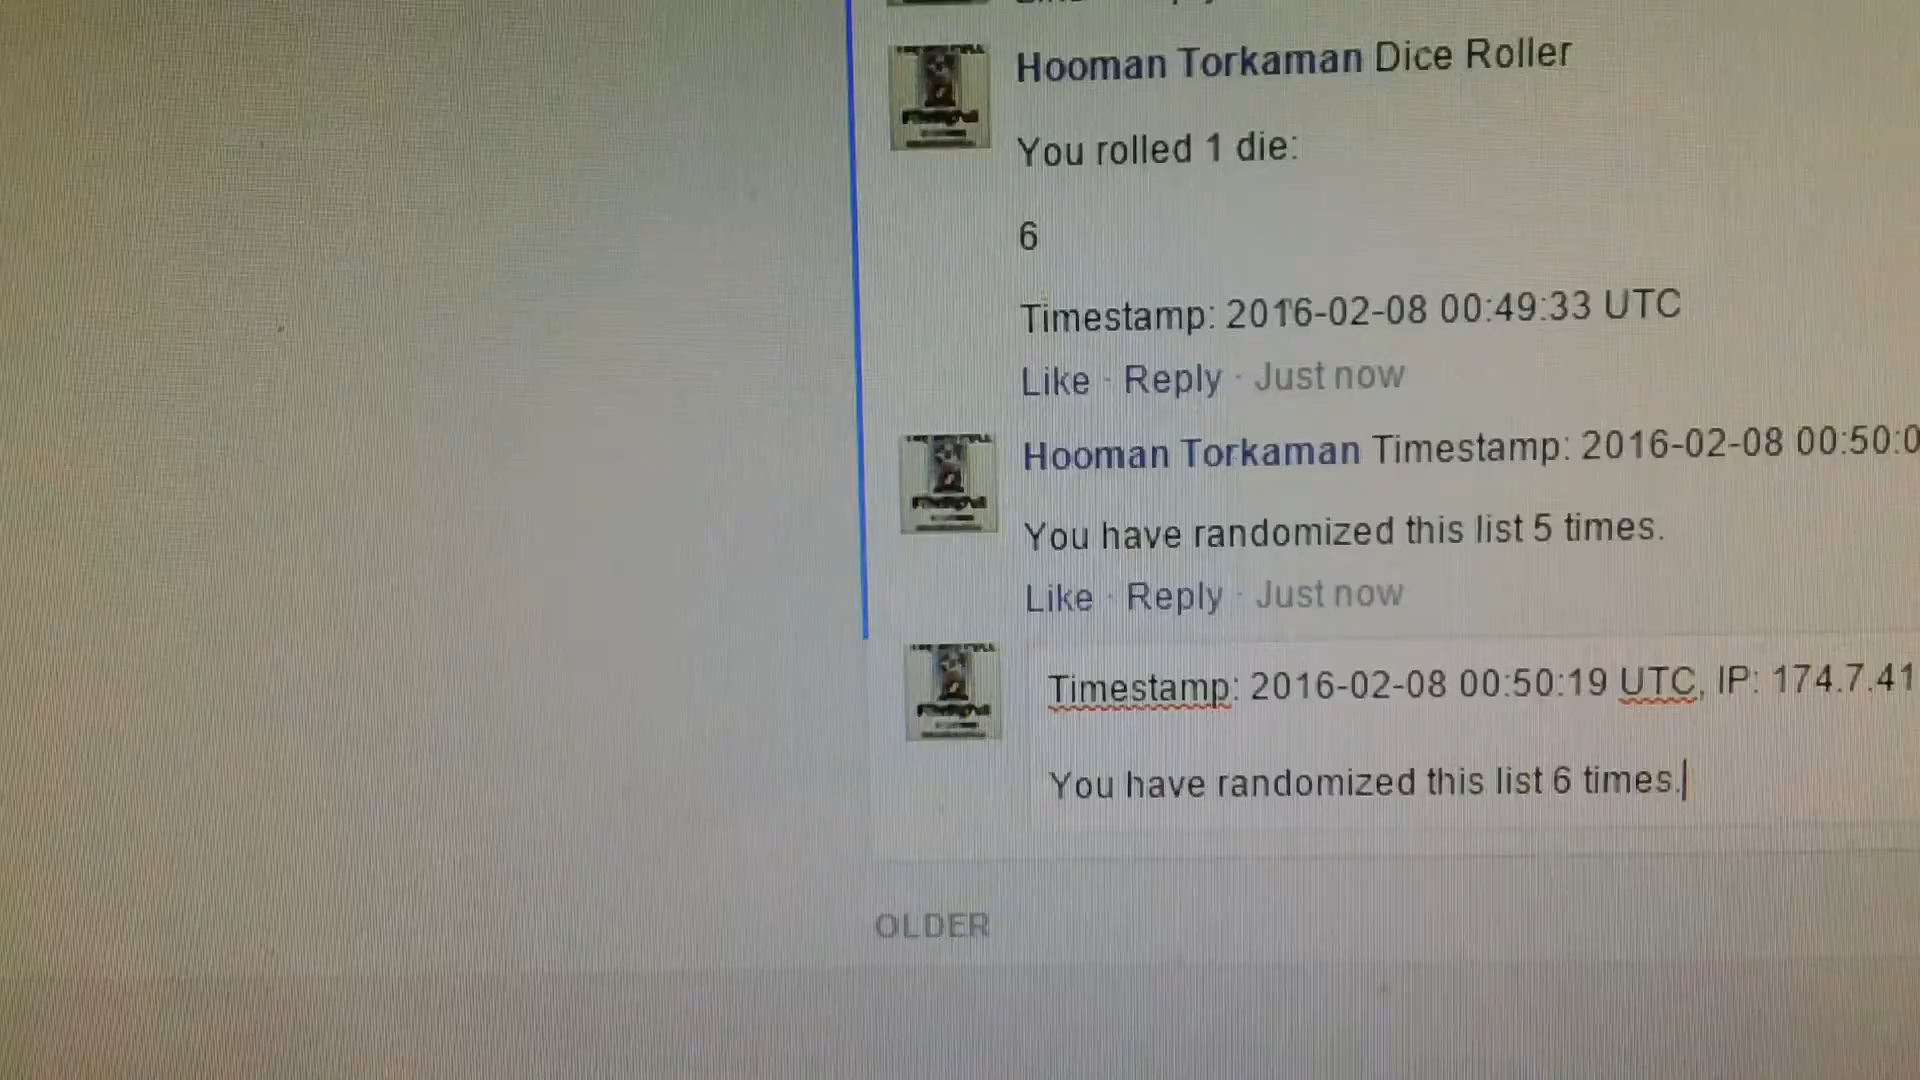 Hooman Torkaman Dice Roller
You rolled 1 die:
6
Timestamp: 2016-02-08 00:49:33 UTC
Like · Reply · Just now
Hooman Torkaman Timestamp: 2016-02-08 00:50:0
You have randomized this list 5 times.
Like · Reply · Just now
Timestamp: 2016-02-08 00:50:19 UTC, IP: 174.7.41
You have randomized this list 6 times.
OLDER